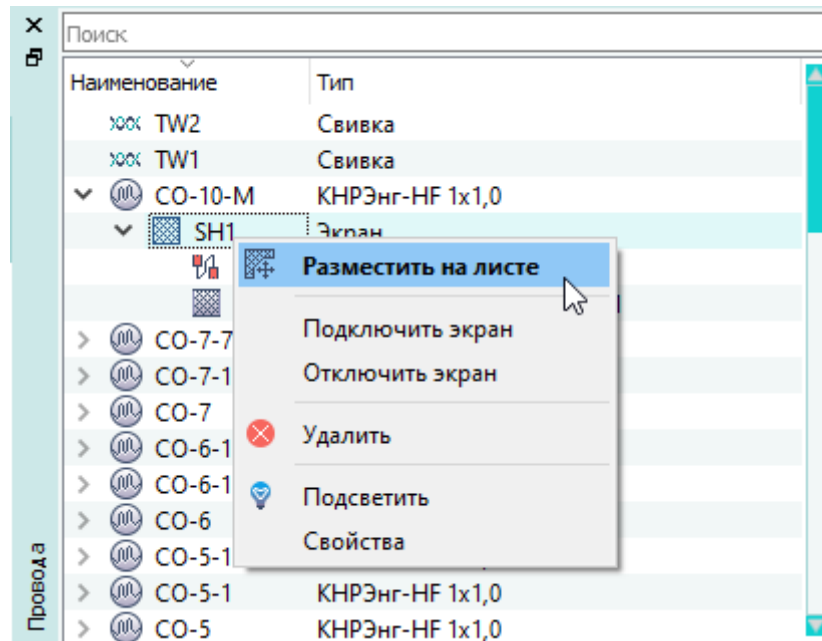 Поиск
Наименование Тип
TW2 Свивка
TW1 Свивка
CO-10-M КНРЭнг-HF 1x1,0
SH1 Экран
Разместить на листе
Подключить экран
Отключить экран
Удалить
Подсветить
Свойства
CO-7-7
CO-7-1
CO-7
CO-6-1
CO-6-1
CO-6
CO-5-1
CO-5-1 КНРЭнг-HF 1x1,0
CO-5 КНРЭнг-HF 1x1,0
Провода